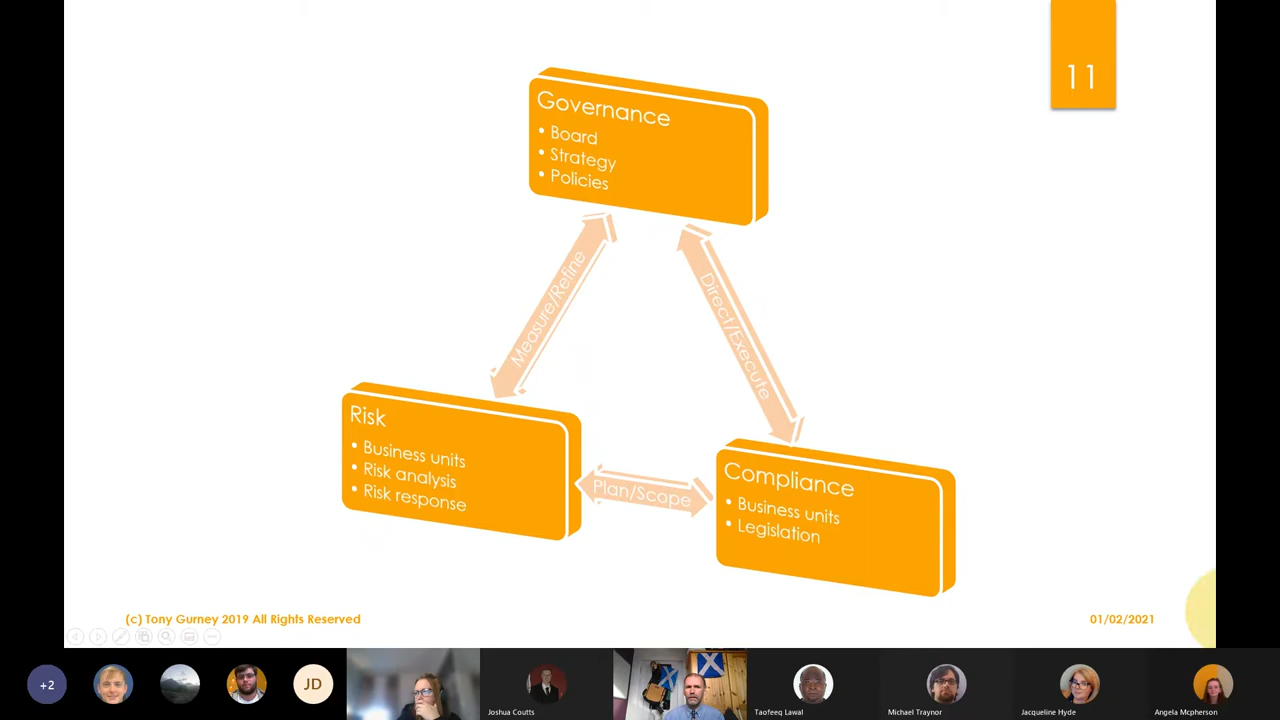 11
Governance
• Board
• Strategy
• Policies
Measure/Refine
Direct/Execute
Risk
• Business units
• Risk analysis
• Risk response
Plan/Scape
Compliance
• Business units
• Legislation
(c) Tony Gurney 2019 All Rights Reserved
01/02/2021
+2
JD
Joshua Coutts
Taofeeq Lawal
Michael Traynor
Jacqueline Hyde
Angela Mcpherson